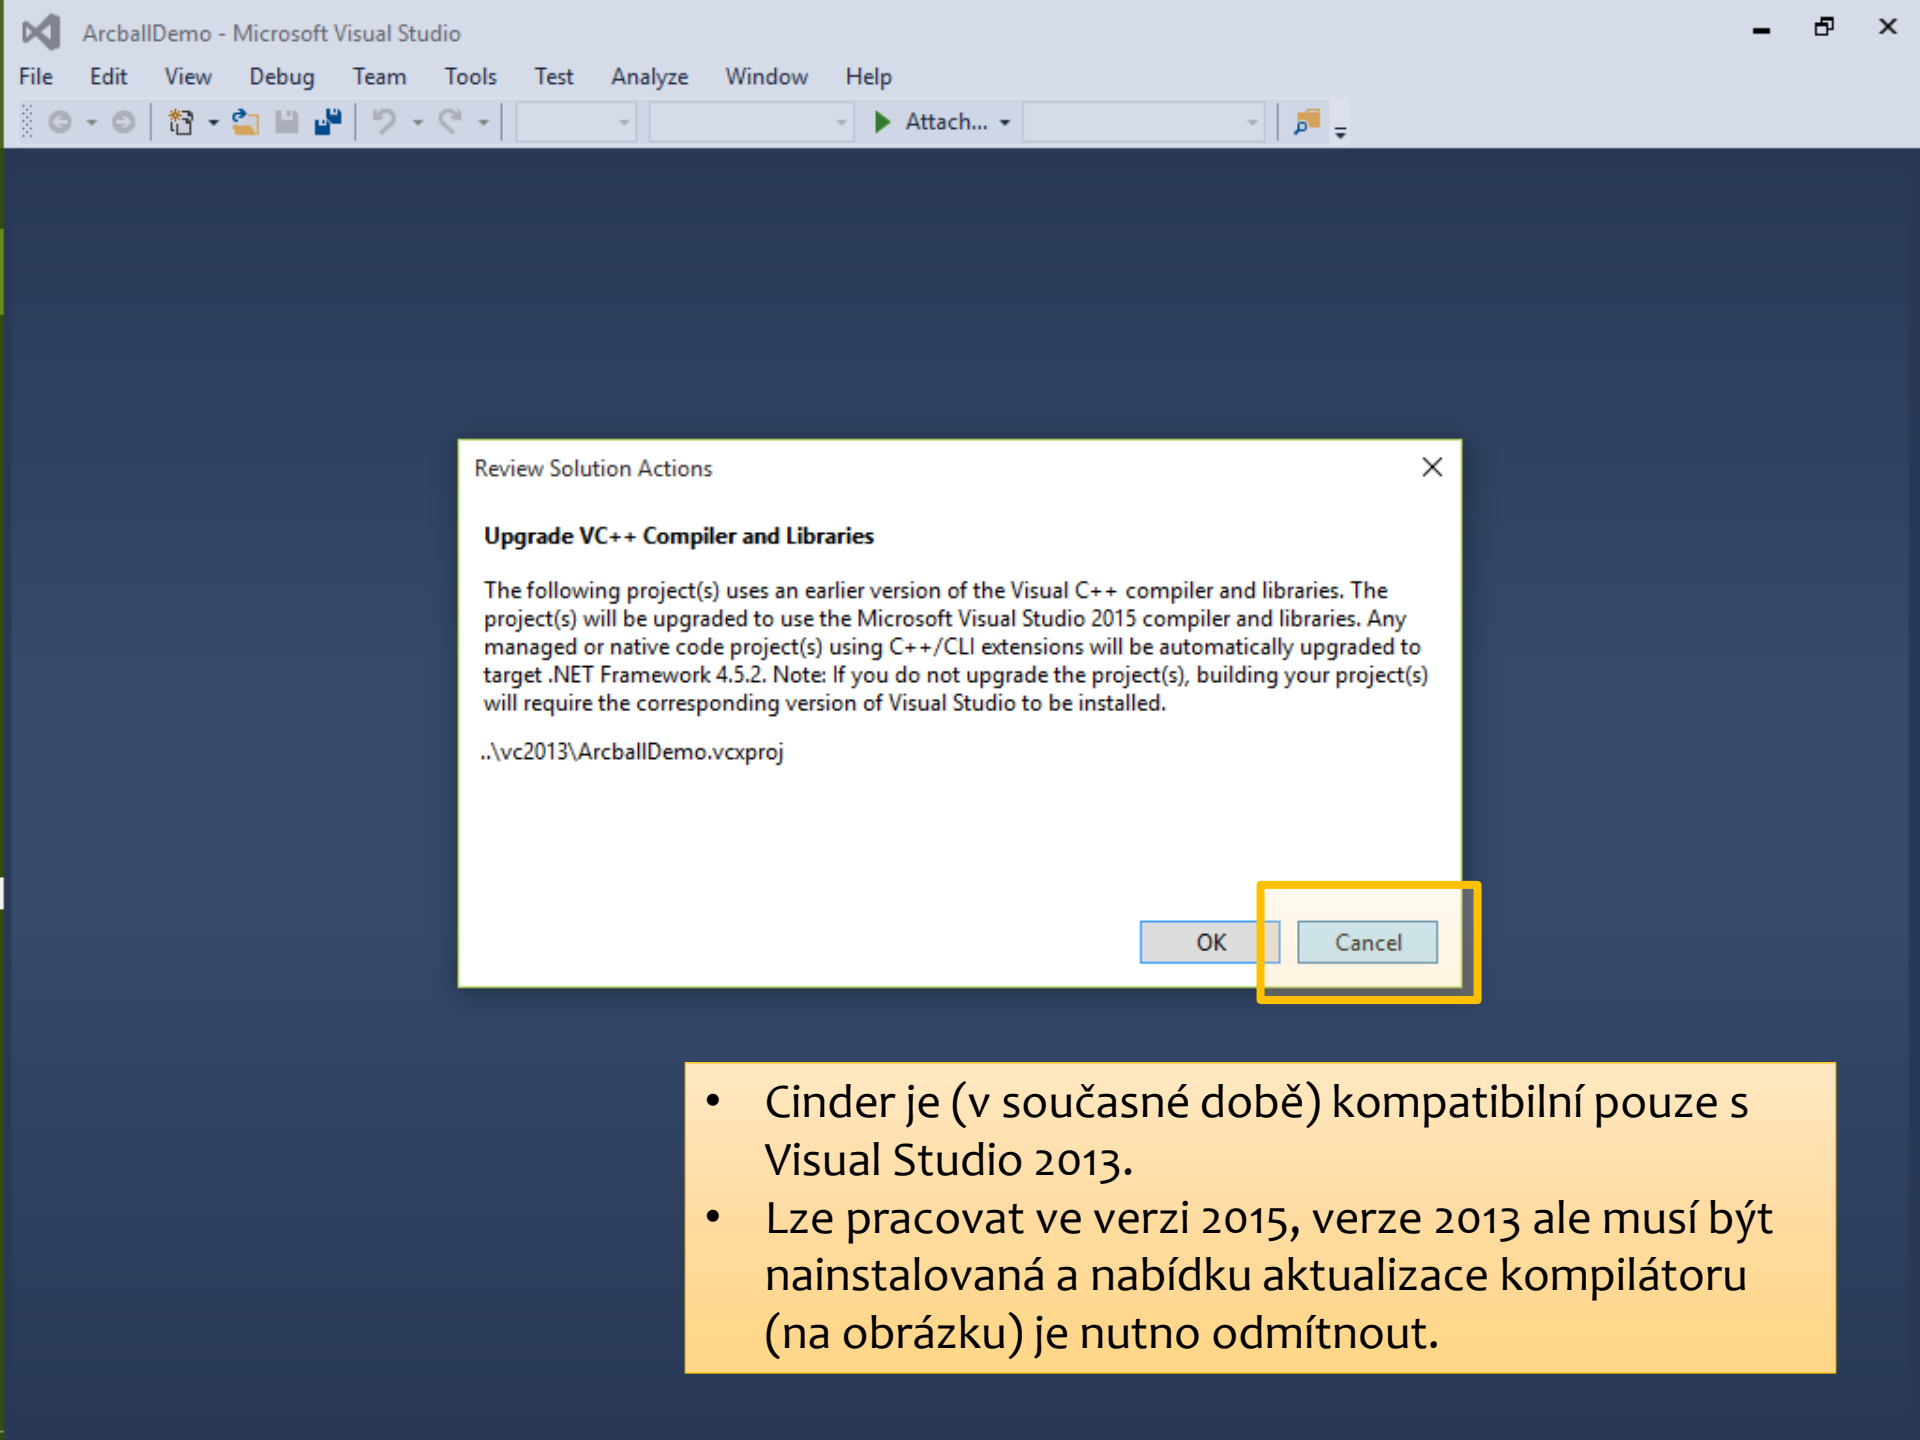 ArcballDemo - Microsoft Visual Studio
File Edit View Debug Team Tools Test Analyze Window Help
Attach...
Review Solution Actions
Upgrade VC++ Compiler and Libraries
The following project(s) uses an earlier version of the Visual C++ compiler and libraries. The
project(s) will be upgraded to use the Microsoft Visual Studio 2015 compiler and libraries. Any
managed or native code project(s) using C++/CLI extensions will be automatically upgraded to
target .NET Framework 4.5.2. Note: If you do not upgrade the project(s), building your project(s)
will require the corresponding version of Visual Studio to be installed.
..\vc2013\ArcballDemo.vcxproj
OK Cancel
• Cinder je (v současné době) kompatibilní pouze s
Visual Studio 2013.
• Lze pracovat ve verzi 2015, verze 2013 ale musí být
nainstalovaná a nabídku aktualizace kompilátoru
(na obrázku) je nutno odmítnout.